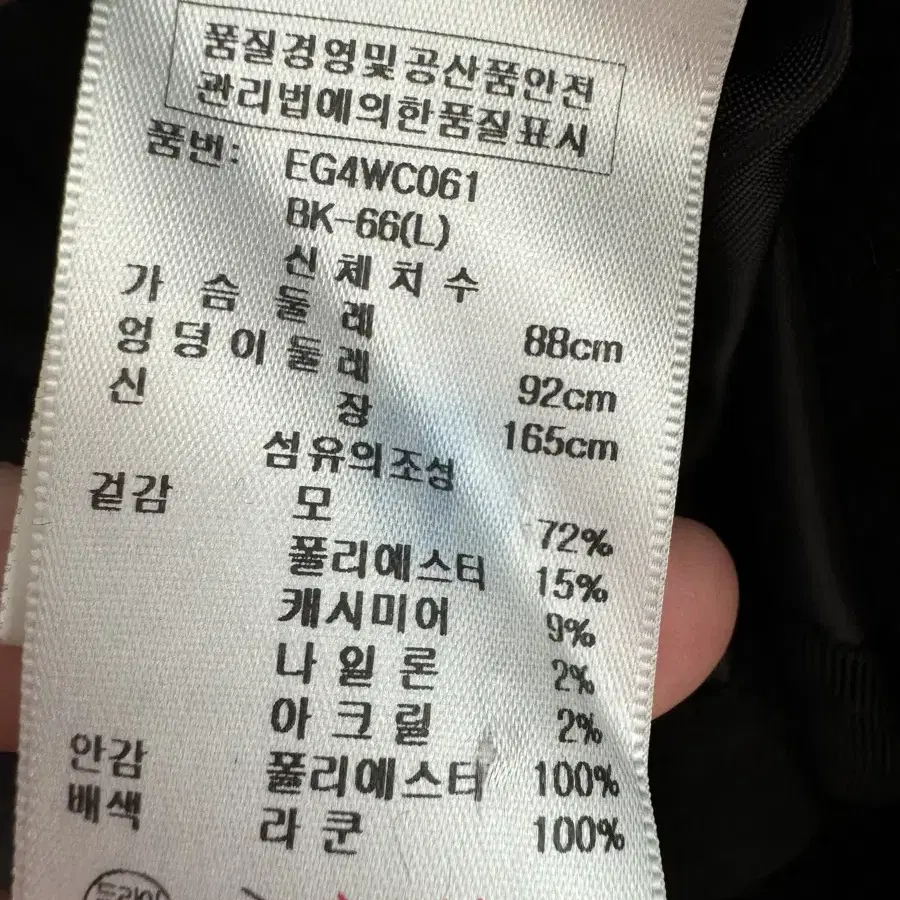 품질경영및공산품안전
관리법에의한품질표시
품번: EG4WC061
BK-66(L)
신체치수
가슴둘레 88cm
엉덩이둘레 92cm
신장 165cm
섬유의조성
겉감 모 72%
폴리에스터 15%
캐시미어 9%
나일론 2%
아크릴 2%
안감 폴리에스터 100%
배색 라쿤 100%
드라이